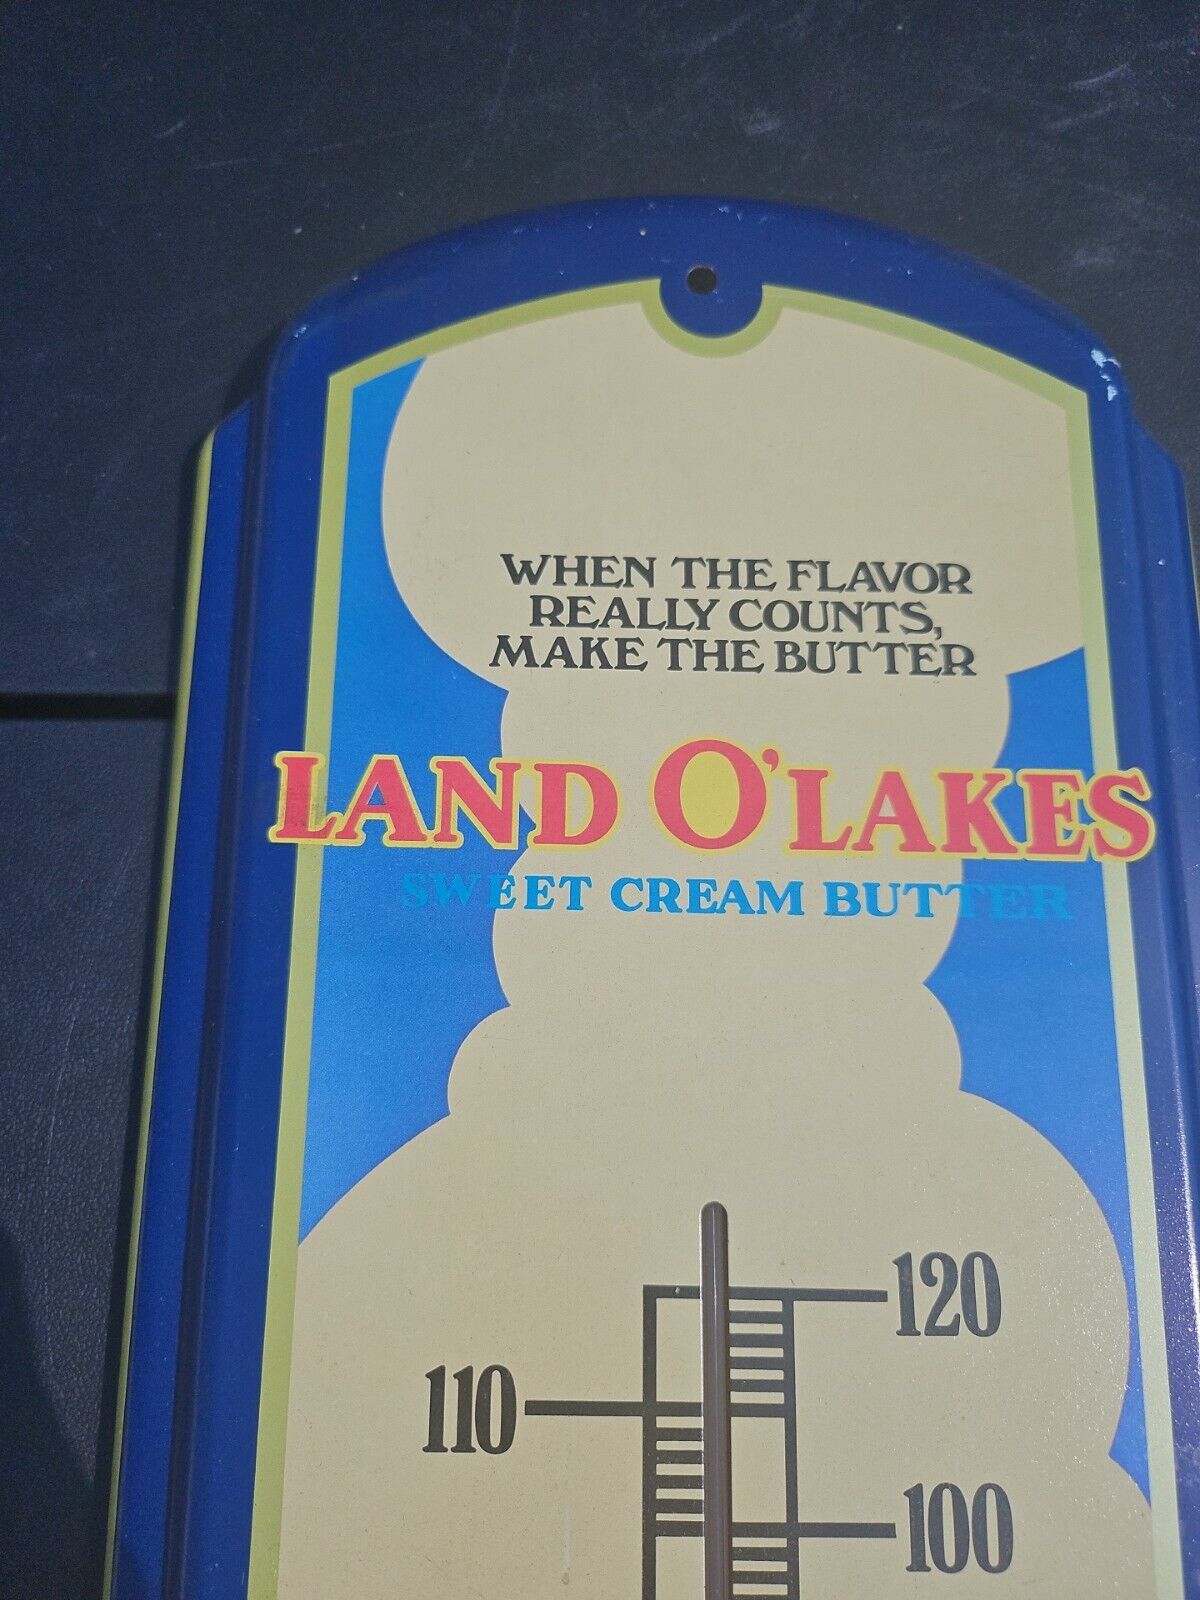 WHEN THE FLAVOR
REALLY COUNTS,
MAKE THE BUTTER
LAND O'LAKES
SWEET CREAM BUTTER
120
110
100